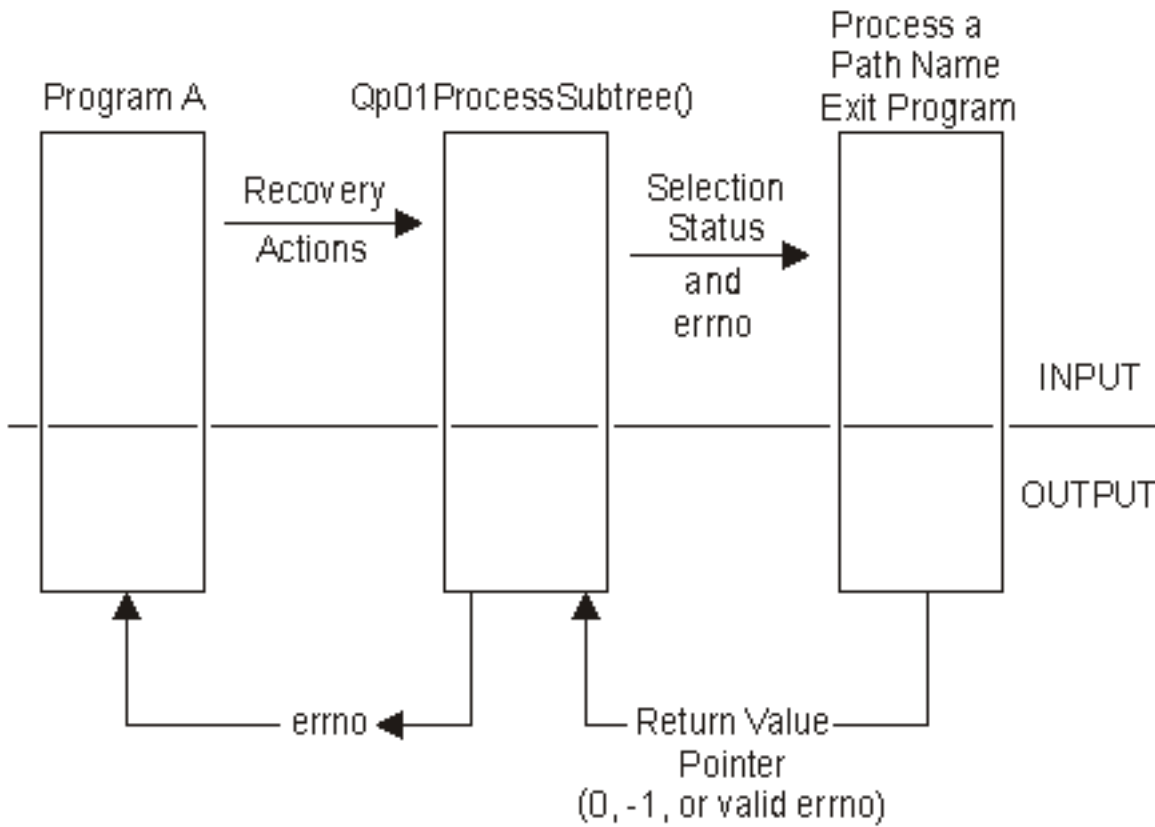 Program A
Qp01ProcessSubtree()
Process a
Path Name
Exit Program
Recovery
Actions
Selection
Status
and
errno
INPUT
OUTPUT
errno
Return Value
Pointer
(0, -1, or valid errno)